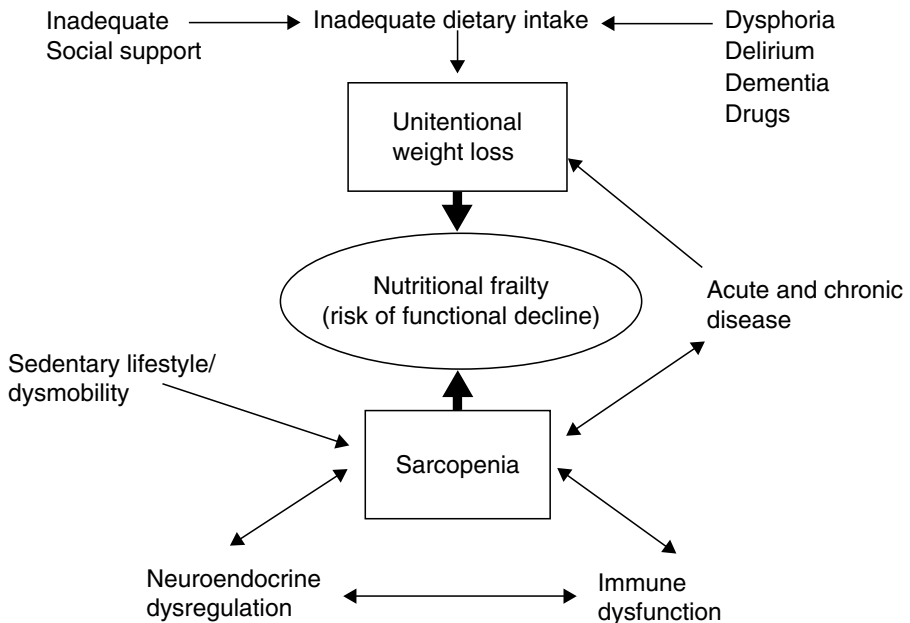 Inadequate
Social support
Inadequate dietary intake
Dysphoria
Delirium
Dementia
Drugs
Unitentional
weight loss
Nutritional frailty
(risk of functional decline)
Acute and chronic
disease
Sedentary lifestyle/
dysmobility
Sarcopenia
Neuroendocrine
dysregulation
Immune
dysfunction